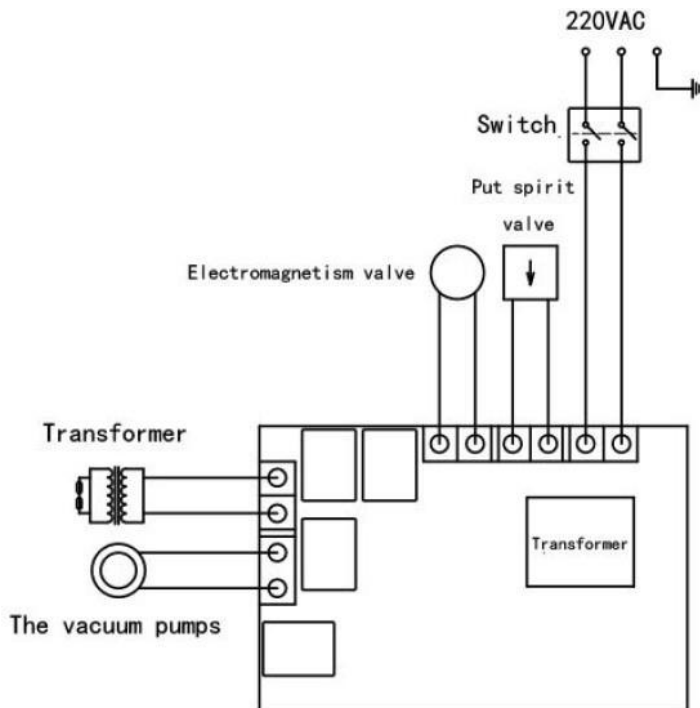 220VAC
Switch
Put spirit
valve
Electromagnetism valve
Transformer
Transformer
The vacuum pumps